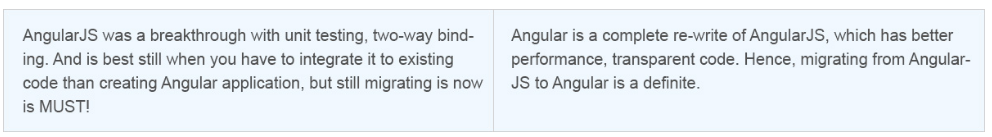 AngularJS was a breakthrough with unit testing, two-way bind-
ing. And is best still when you have to integrate it to existing
code than creating Angular application, but still migrating is now
is MUST!
Angular is a complete re-write of AngularJS, which has better
performance, transparent code. Hence, migrating from Angular-
JS to Angular is a definite.